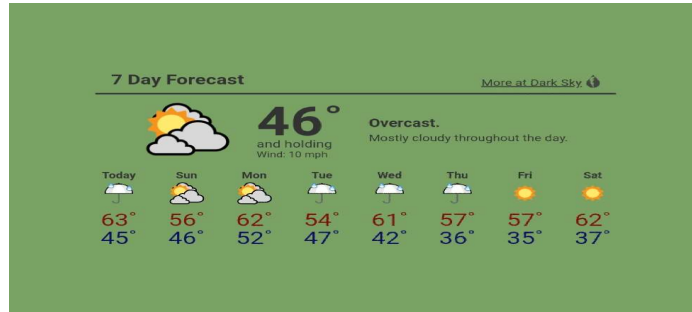 7 Day Forecast
More at Dark Sky
46°
and holding
Wind: 10 mph
Overcast.
Mostly cloudy throughout the day.
Today Sun Mon Tue Wed Thu Fri Sat
63° 56° 62° 54° 61° 57° 57° 62°
45° 46° 52° 47° 42° 36° 35° 37°